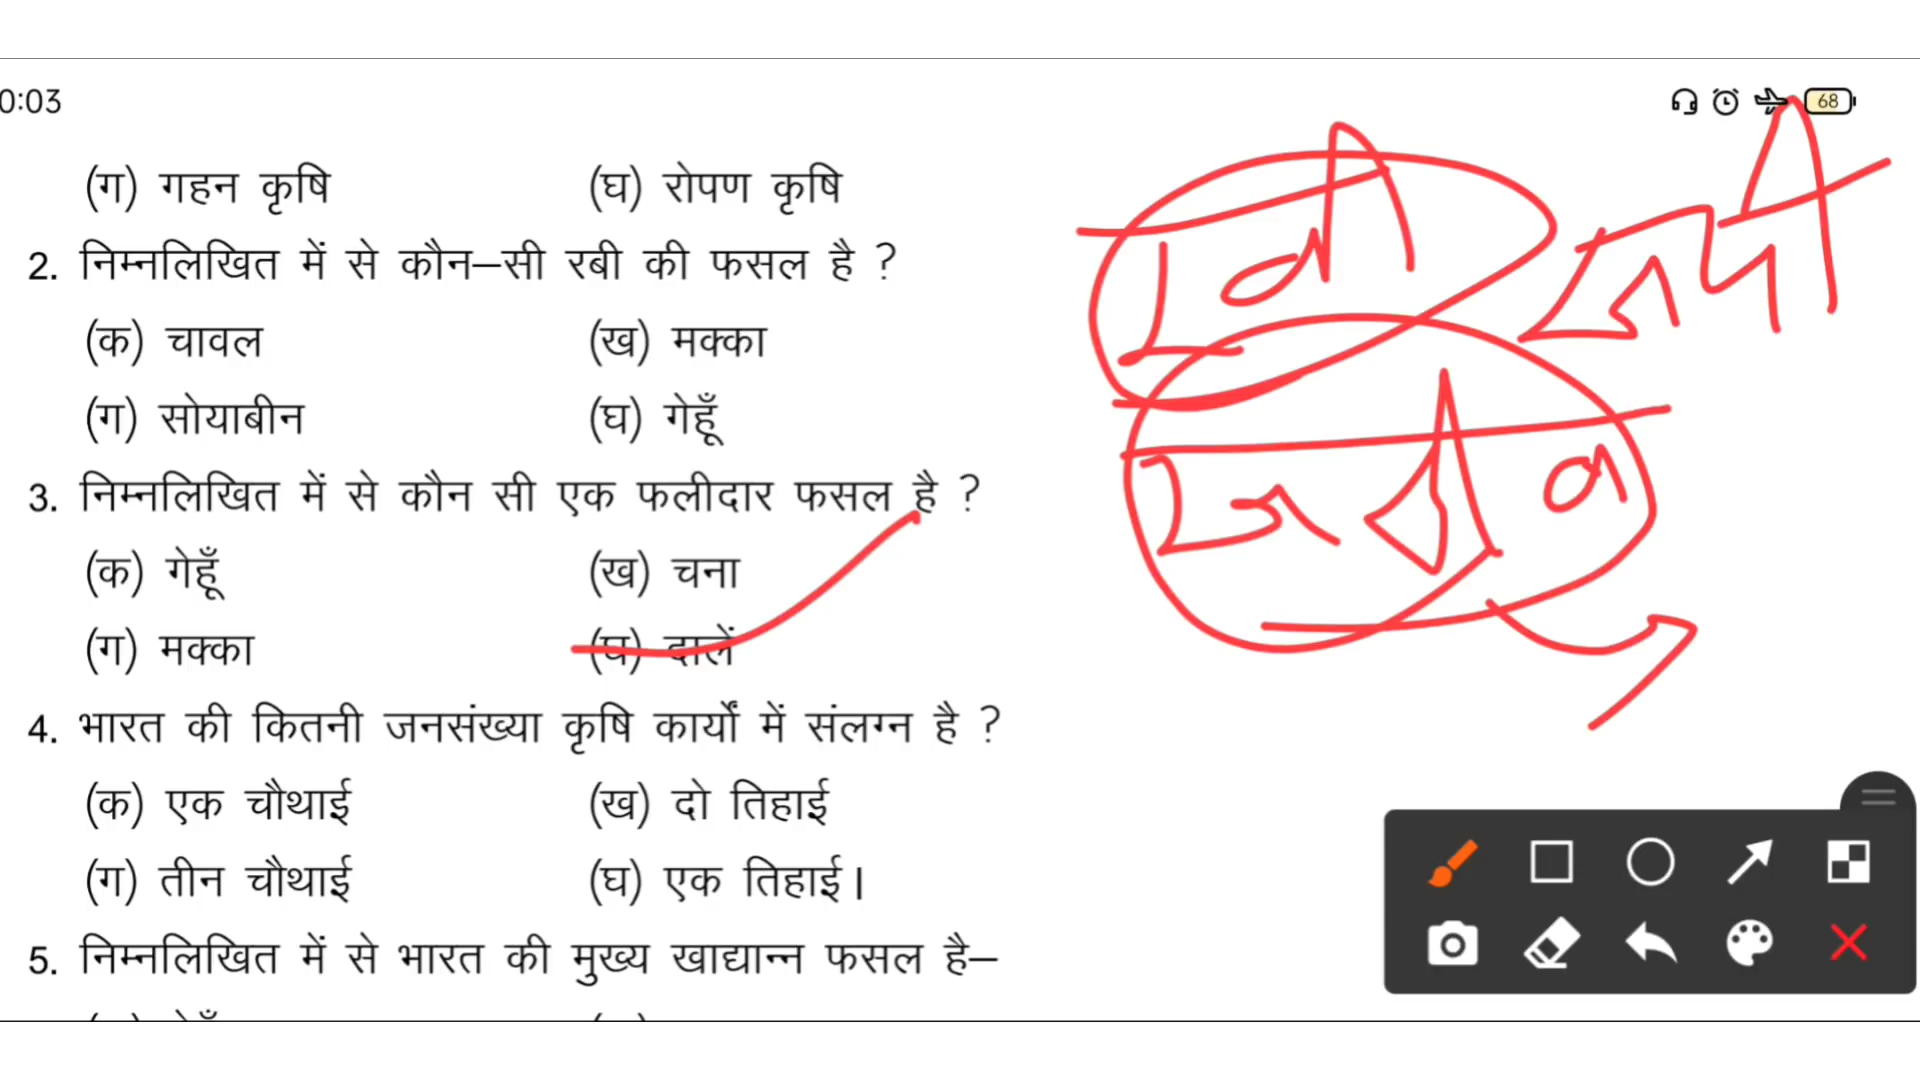 0:03
68
(ग) गहन कृषि (घ) रोपण कृषि
2. निम्नलिखित में से कौन–सी रबी की फसल है ?
(क) चावल (ख) मक्का
(ग) सोयाबीन (घ) गेहूँ
3. निम्नलिखित में से कौन सी एक फलीदार फसल है ?
(क) गेहूँ (ख) चना
(ग) मक्का (घ) दालें
4. भारत की कितनी जनसंख्या कृषि कार्यों में संलग्न है ?
(क) एक चौथाई (ख) दो तिहाई
(ग) तीन चौथाई (घ) एक तिहाई।
5. निम्नलिखित में से भारत की मुख्य खाद्यान्न फसल है–